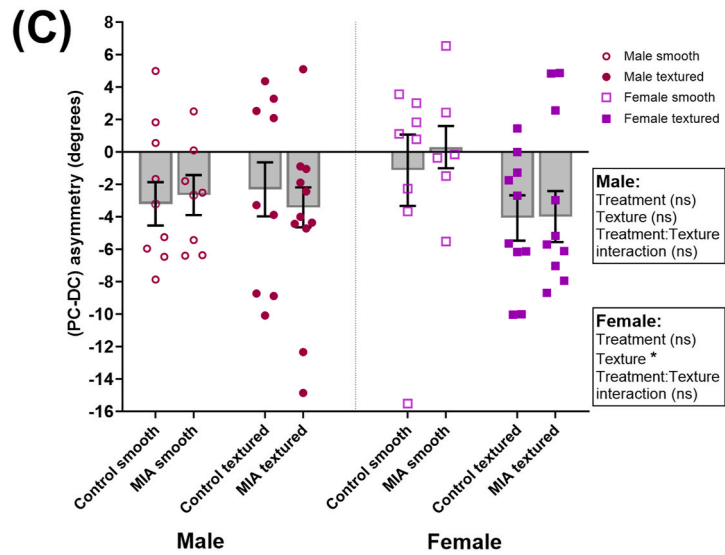 (C)
(PC-DC) asymmetry (degrees)
8
6
4
2
0
-2
-4
-6
-8
-10
-12
-14
-16
Control smooth
MIA smooth
Control textured
MIA textured
Control smooth
MIA smooth
Control textured
MIA textured
Male
Female
Male smooth
Male textured
Female smooth
Female textured
Male:
Treatment (ns)
Texture (ns)
Treatment:Texture
interaction (ns)
Female:
Treatment (ns)
Texture *
Treatment:Texture
interaction (ns)